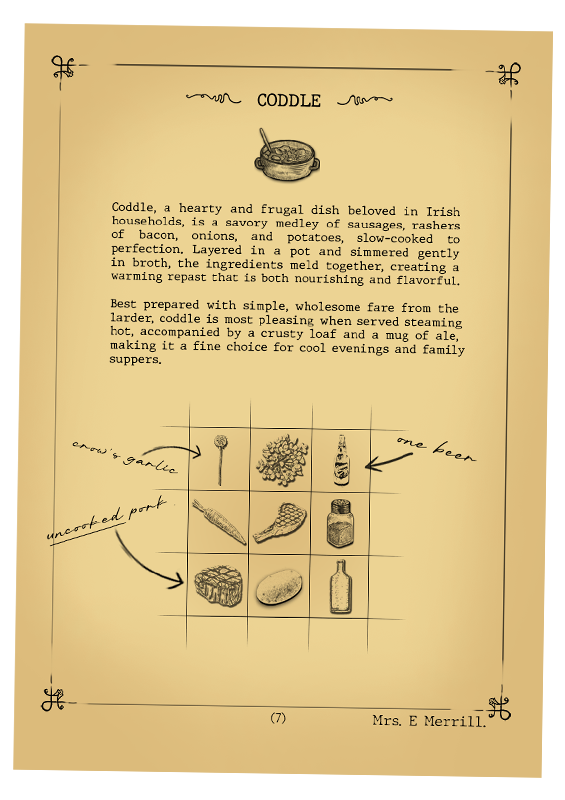 CODDLE
Coddle, a hearty and frugal dish beloved in Irish
households, is a savory medley of sausages, rashers
of bacon, onions, and potatoes, slow-cooked to
perfection. Layered in a pot and simmered gently
in broth, the ingredients meld together, creating a
warming repast that is both nourishing and flavorful.
Best prepared with simple, wholesome fare from the
larder, coddle is most pleasing when served steaming
hot, accompanied by a crusty loaf and a mug of ale,
making it a fine choice for cool evenings and family
suppers.
crow's garlic
one beer
uncooked pork
(7)
Mrs. E Merrill.